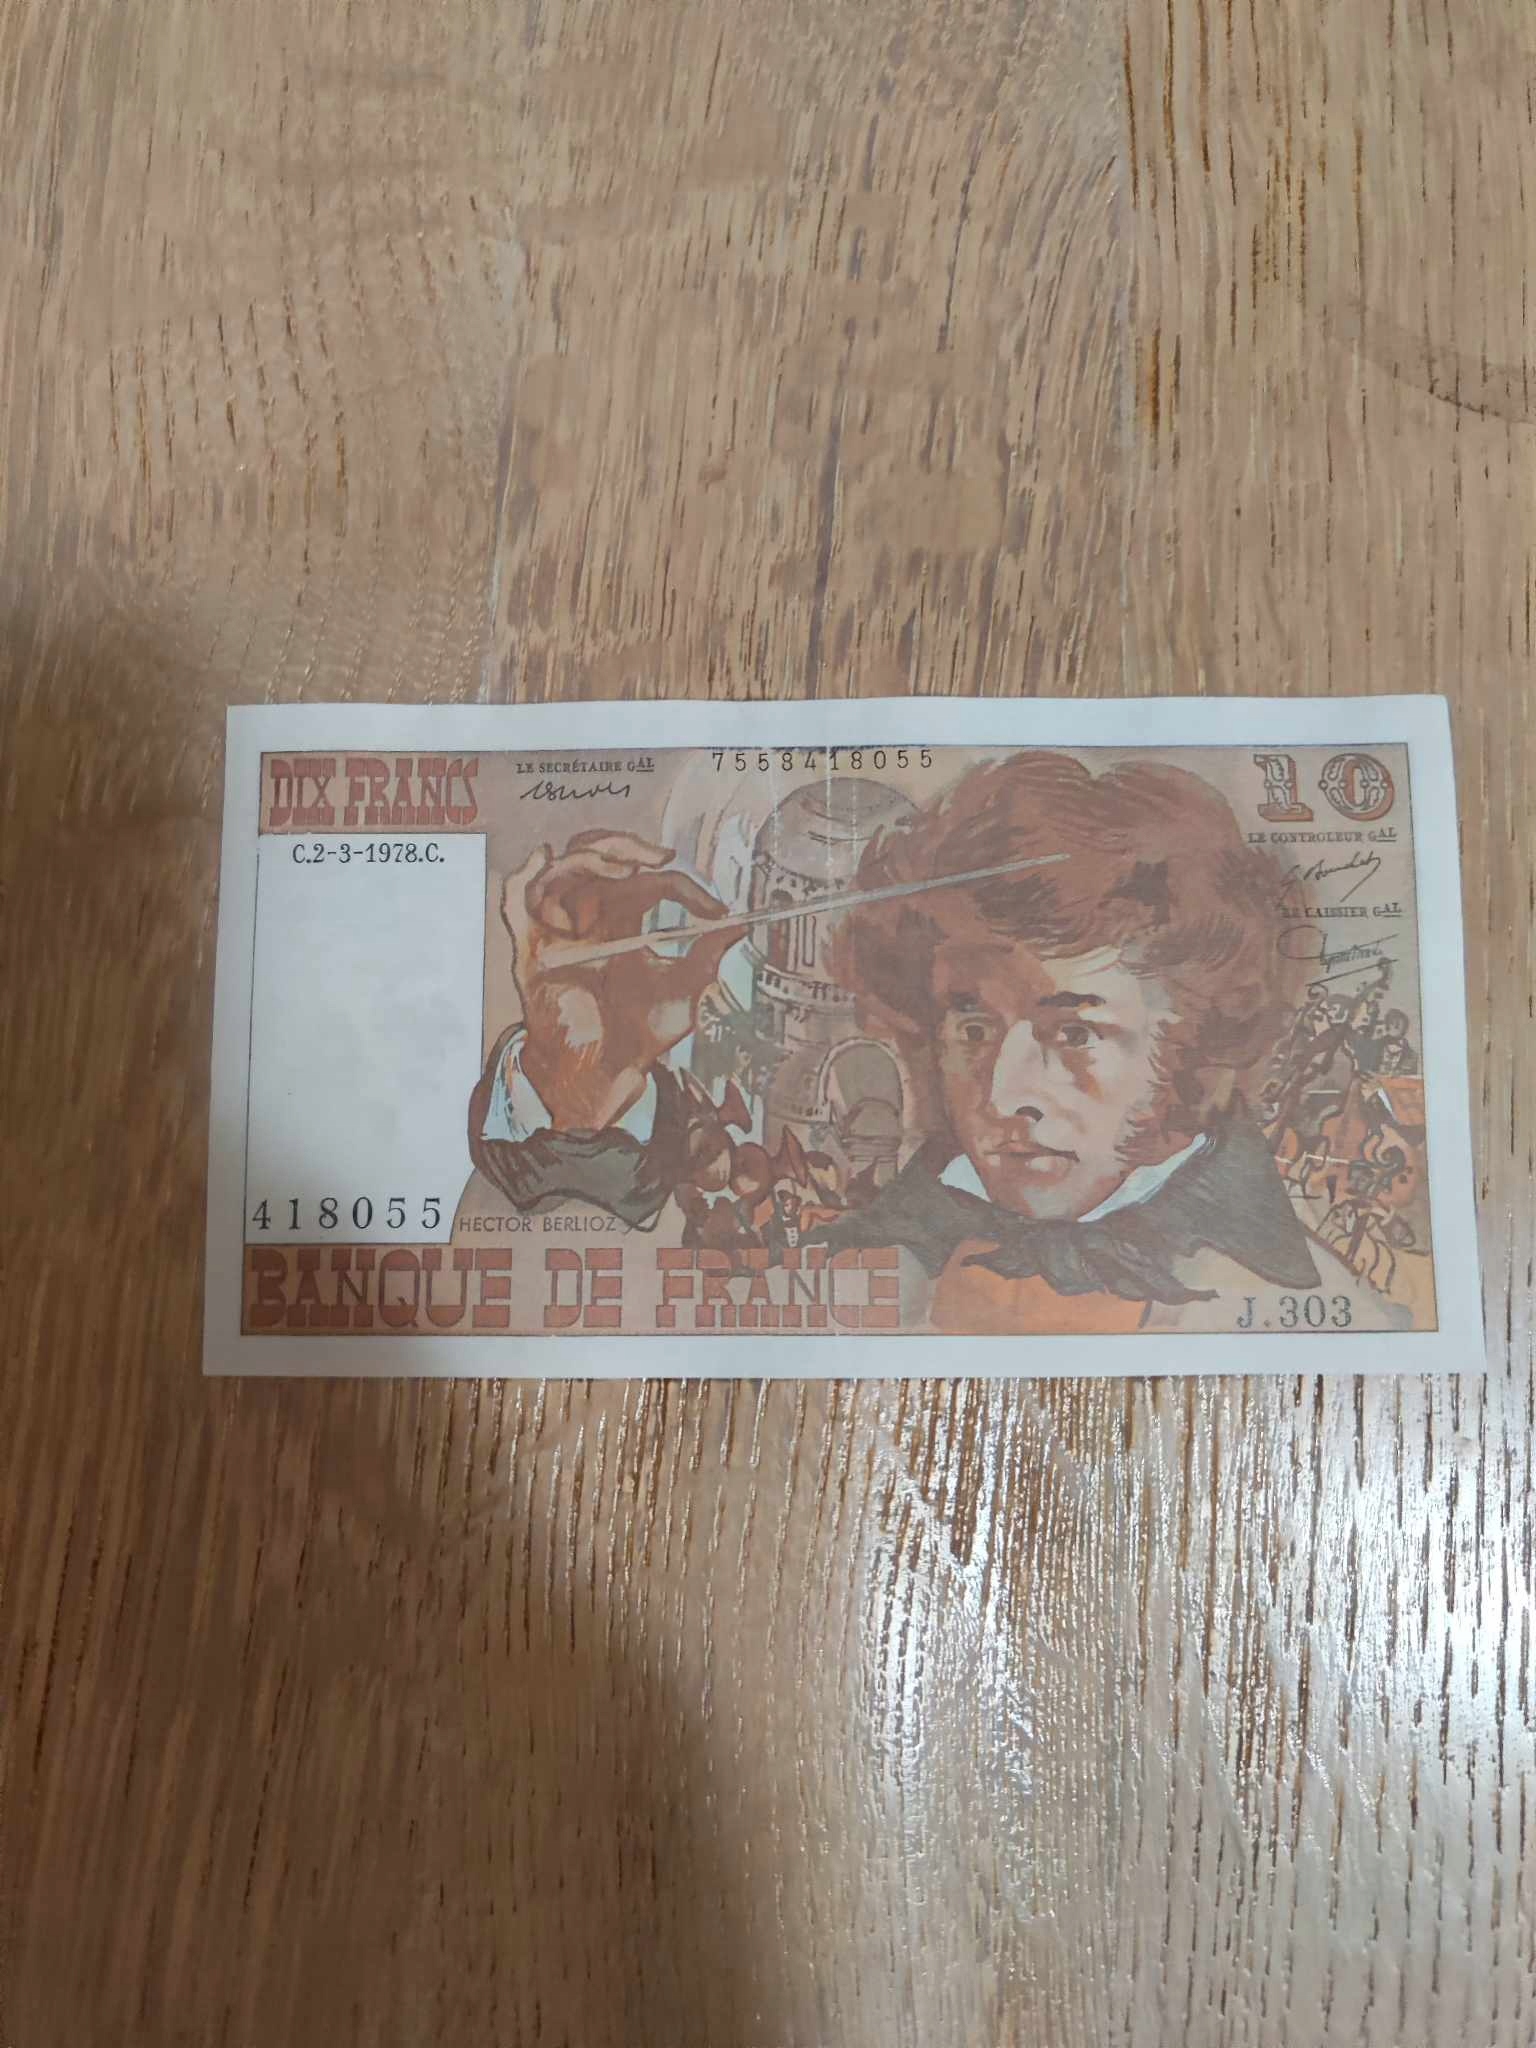 DIX FRANCS
LE SECRÉTAIRE GAL
7558418055
10
C.2-3-1978.C.
LE CONTROLEUR GAL
LE CAISSIER GAL
418055
HECTOR BERLIOZ
BANQUE DE FRANCE
J.303